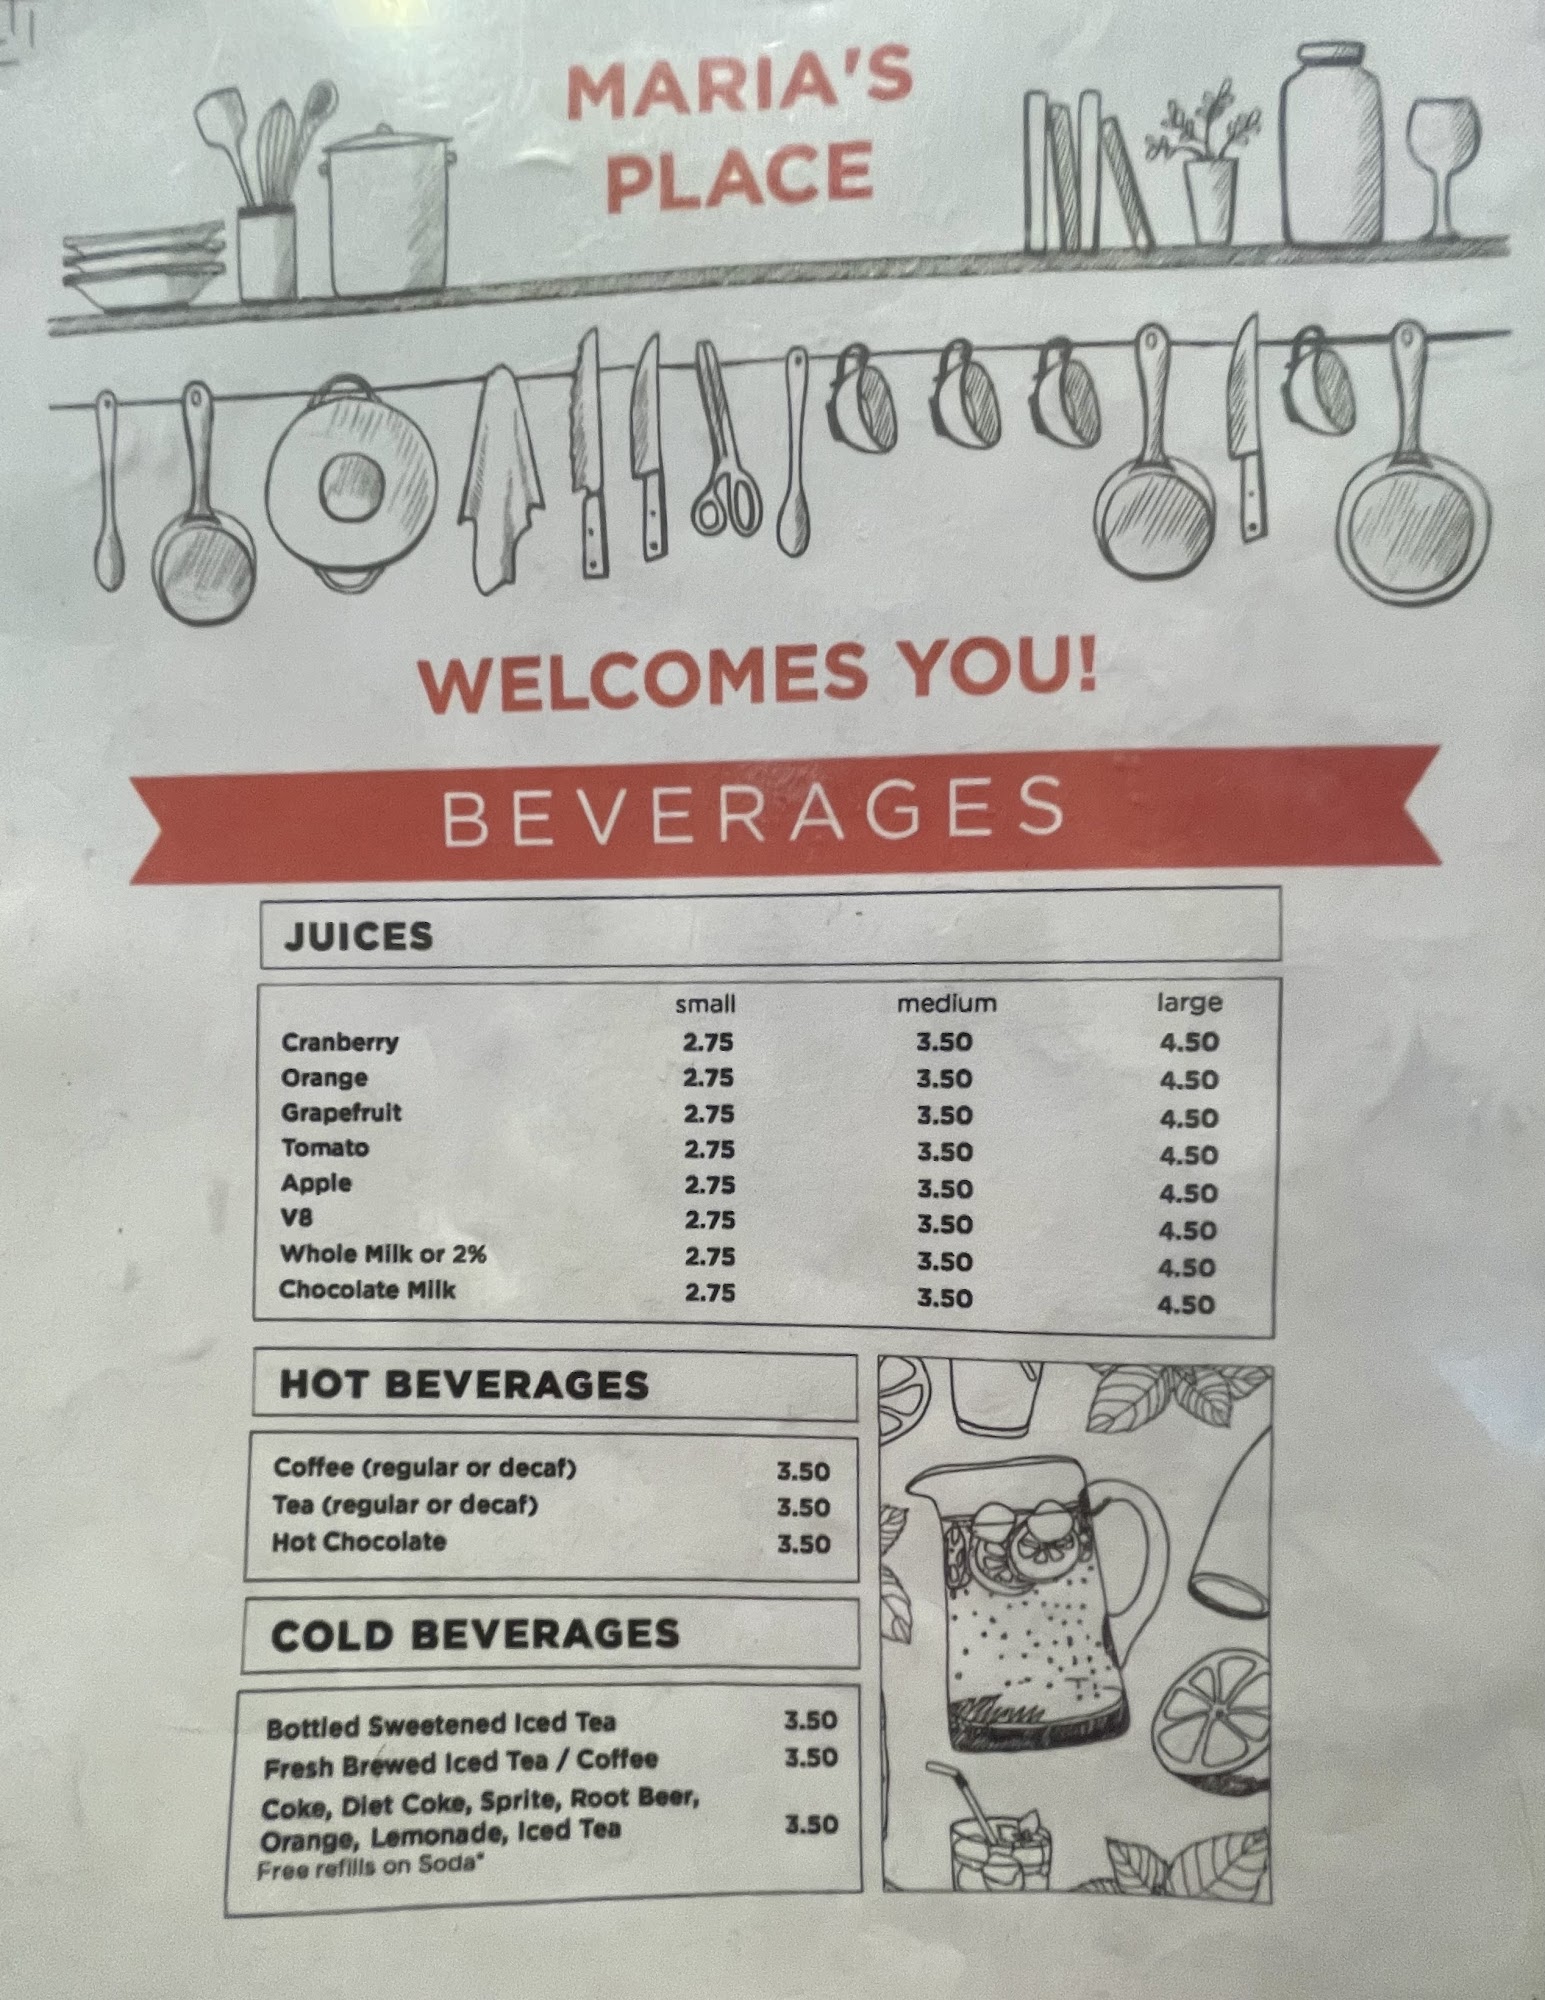 MARIA'S
PLACE
WELCOMES YOU!
BEVERAGES
JUICES
small medium large
Cranberry 2.75 3.50 4.50
Orange 2.75 3.50 4.50
Grapefruit 2.75 3.50 4.50
Tomato 2.75 3.50 4.50
Apple 2.75 3.50 4.50
V8 2.75 3.50 4.50
Whole Milk or 2% 2.75 3.50 4.50
Chocolate Milk 2.75 3.50 4.50
HOT BEVERAGES
Coffee (regular or decaf) 3.50
Tea (regular or decaf) 3.50
Hot Chocolate 3.50
COLD BEVERAGES
Bottled Sweetened Iced Tea 3.50
Fresh Brewed Iced Tea / Coffee 3.50
Coke, Diet Coke, Sprite, Root Beer,
Orange, Lemonade, Iced Tea 3.50
Free refills on Soda*